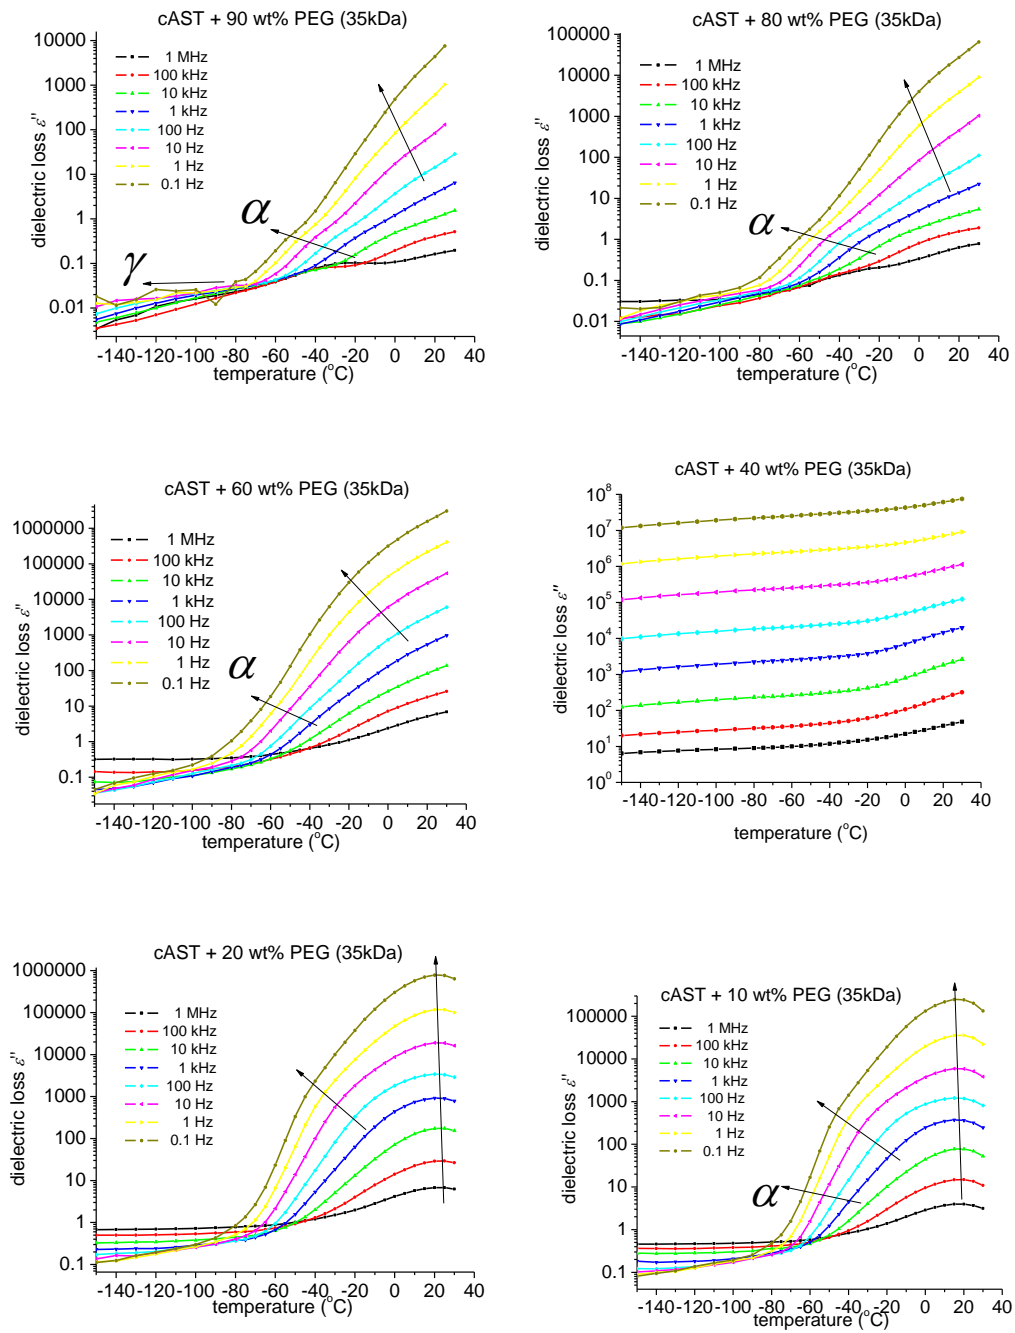 cAST + 90 wt% PEG (35kDa)
10000
1000
100
10
1
0.1
0.01
dielectric loss ε''
1 MHz
100 kHz
10 kHz
1 kHz
100 Hz
10 Hz
1 Hz
0.1 Hz
α
γ
-140 -120 -100 -80 -60 -40 -20 0 20 40
temperature (°C)
cAST + 80 wt% PEG (35kDa)
100000
10000
1000
100
10
1
0.1
0.01
dielectric loss ε''
1 MHz
100 kHz
10 kHz
1 kHz
100 Hz
10 Hz
1 Hz
0.1 Hz
α
-140 -120 -100 -80 -60 -40 -20 0 20 40
temperature (°C)
cAST + 60 wt% PEG (35kDa)
1000000
100000
10000
1000
100
10
1
0.1
dielectric loss ε''
1 MHz
100 kHz
10 kHz
1 kHz
100 Hz
10 Hz
1 Hz
0.1 Hz
α
-140 -120 -100 -80 -60 -40 -20 0 20 40
temperature (°C)
cAST + 40 wt% PEG (35kDa)
10⁸
10⁷
10⁶
10⁵
10⁴
10³
10²
10¹
10⁰
dielectric loss ε''
-140 -120 -100 -80 -60 -40 -20 0 20 40
temperature (°C)
cAST + 20 wt% PEG (35kDa)
1000000
100000
10000
1000
100
10
1
0.1
dielectric loss ε''
1 MHz
100 kHz
10 kHz
1 kHz
100 Hz
10 Hz
1 Hz
0.1 Hz
-140 -120 -100 -80 -60 -40 -20 0 20 40
temperature (°C)
cAST + 10 wt% PEG (35kDa)
100000
10000
1000
100
10
1
0.1
dielectric loss ε''
1 MHz
100 kHz
10 kHz
1 kHz
100 Hz
10 Hz
1 Hz
0.1 Hz
α
-140 -120 -100 -80 -60 -40 -20 0 20 40
temperature (°C)